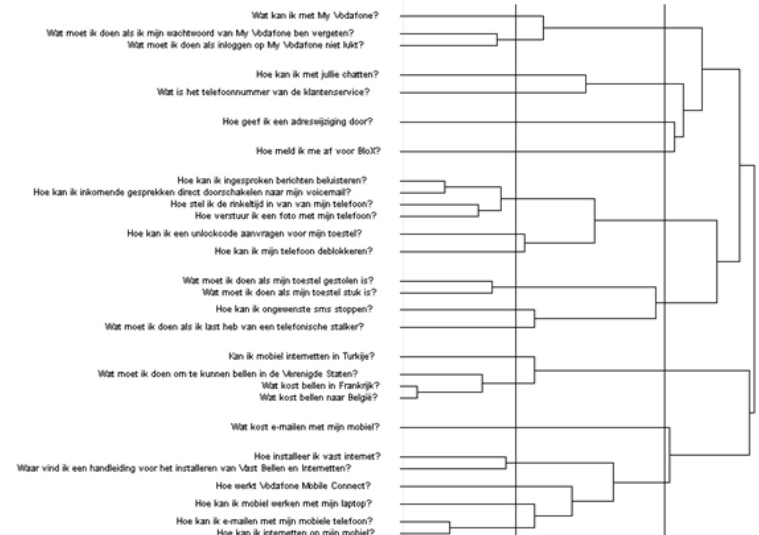 Wat kan ik met My Vodafone?
Wat moet ik doen als ik mijn wachtwoord van My Vodafone ben vergeten?
Wat moet ik doen als inloggen op My Vodafone niet lukt?
Hoe kan ik met jullie chatten?
Wat is het telefoonnummer van de klantenservice?
Hoe geef ik een adreswijziging door?
Hoe meld ik me af voor BloX?
Hoe kan ik ingesproken berichten beluisteren?
Hoe kan ik inkomende gesprekken direct doorschakelen naar mijn voicemail?
Hoe stel ik de rinkeltijd in van van mijn telefoon?
Hoe verstuur ik een foto met mijn telefoon?
Hoe kan ik een unlockcode aanvragen voor mijn toestel?
Hoe kan ik mijn telefoon deblokkeren?
Wat moet ik doen als mijn toestel gestolen is?
Wat moet ik doen als mijn toestel stuk is?
Hoe kan ik ongewenste sms stoppen?
Wat moet ik doen als ik last heb van een telefonische stalker?
Kan ik mobiel internetten in Turkije?
Wat moet ik doen om te kunnen bellen in de Verenigde Staten?
Wat kost bellen in Frankrijk?
Wat kost bellen naar België?
Wat kost e-mailen met mijn mobiel?
Hoe installeer ik vast internet?
Waar vind ik een handleiding voor het installeren van Vast Bellen en Internetten?
Hoe werkt Vodafone Mobile Connect?
Hoe kan ik mobiel werken met mijn laptop?
Hoe kan ik e-mailen met mijn mobiele telefoon?
Hoe kan ik internetten op mijn mobiel?